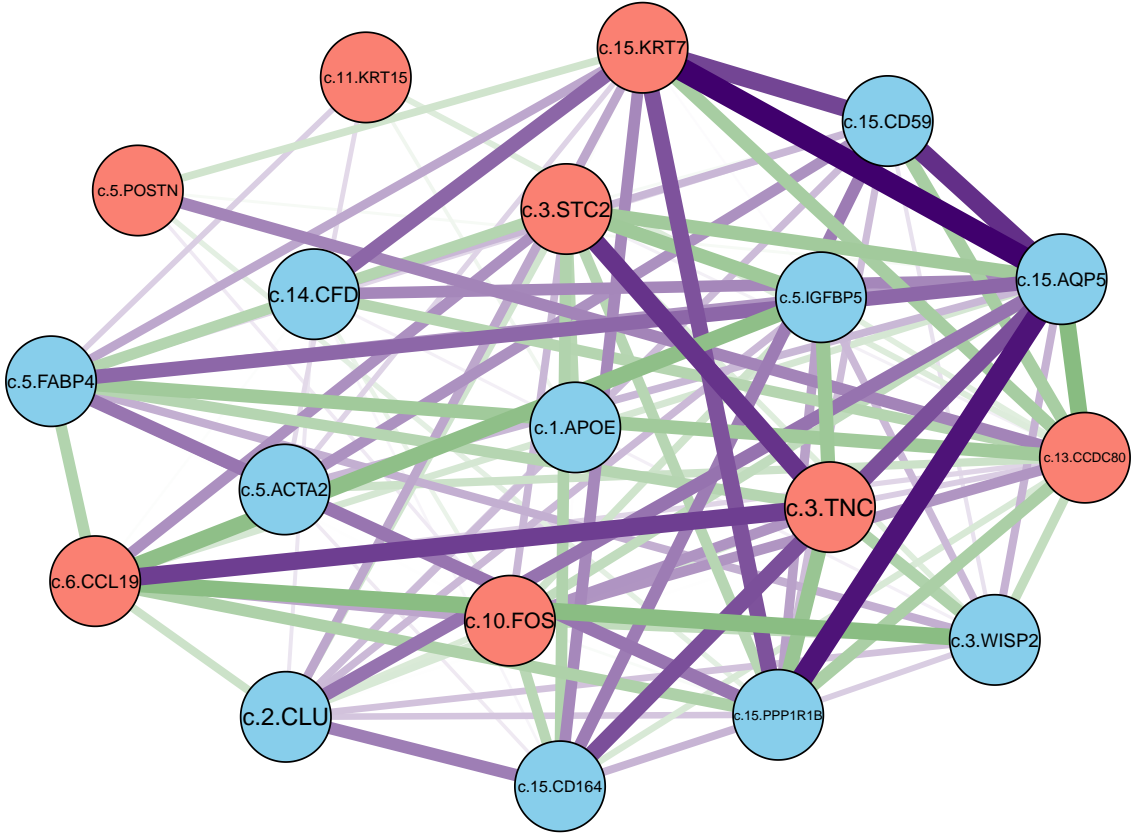 c.15.KRT7
c.11.KRT15
c.15.CD59
c.5.POSTN
c.3.STC2
c.15.AQP5
c.14.CFD
c.5.IGFBP5
c.5.FABP4
c.1.APOE
c.13.CCDC80
c.5.ACTA2
c.3.TNC
c.6.CCL19
c.10.FOS
c.3.WISP2
c.2.CLU
c.15.PPP1R1B
c.15.CD164